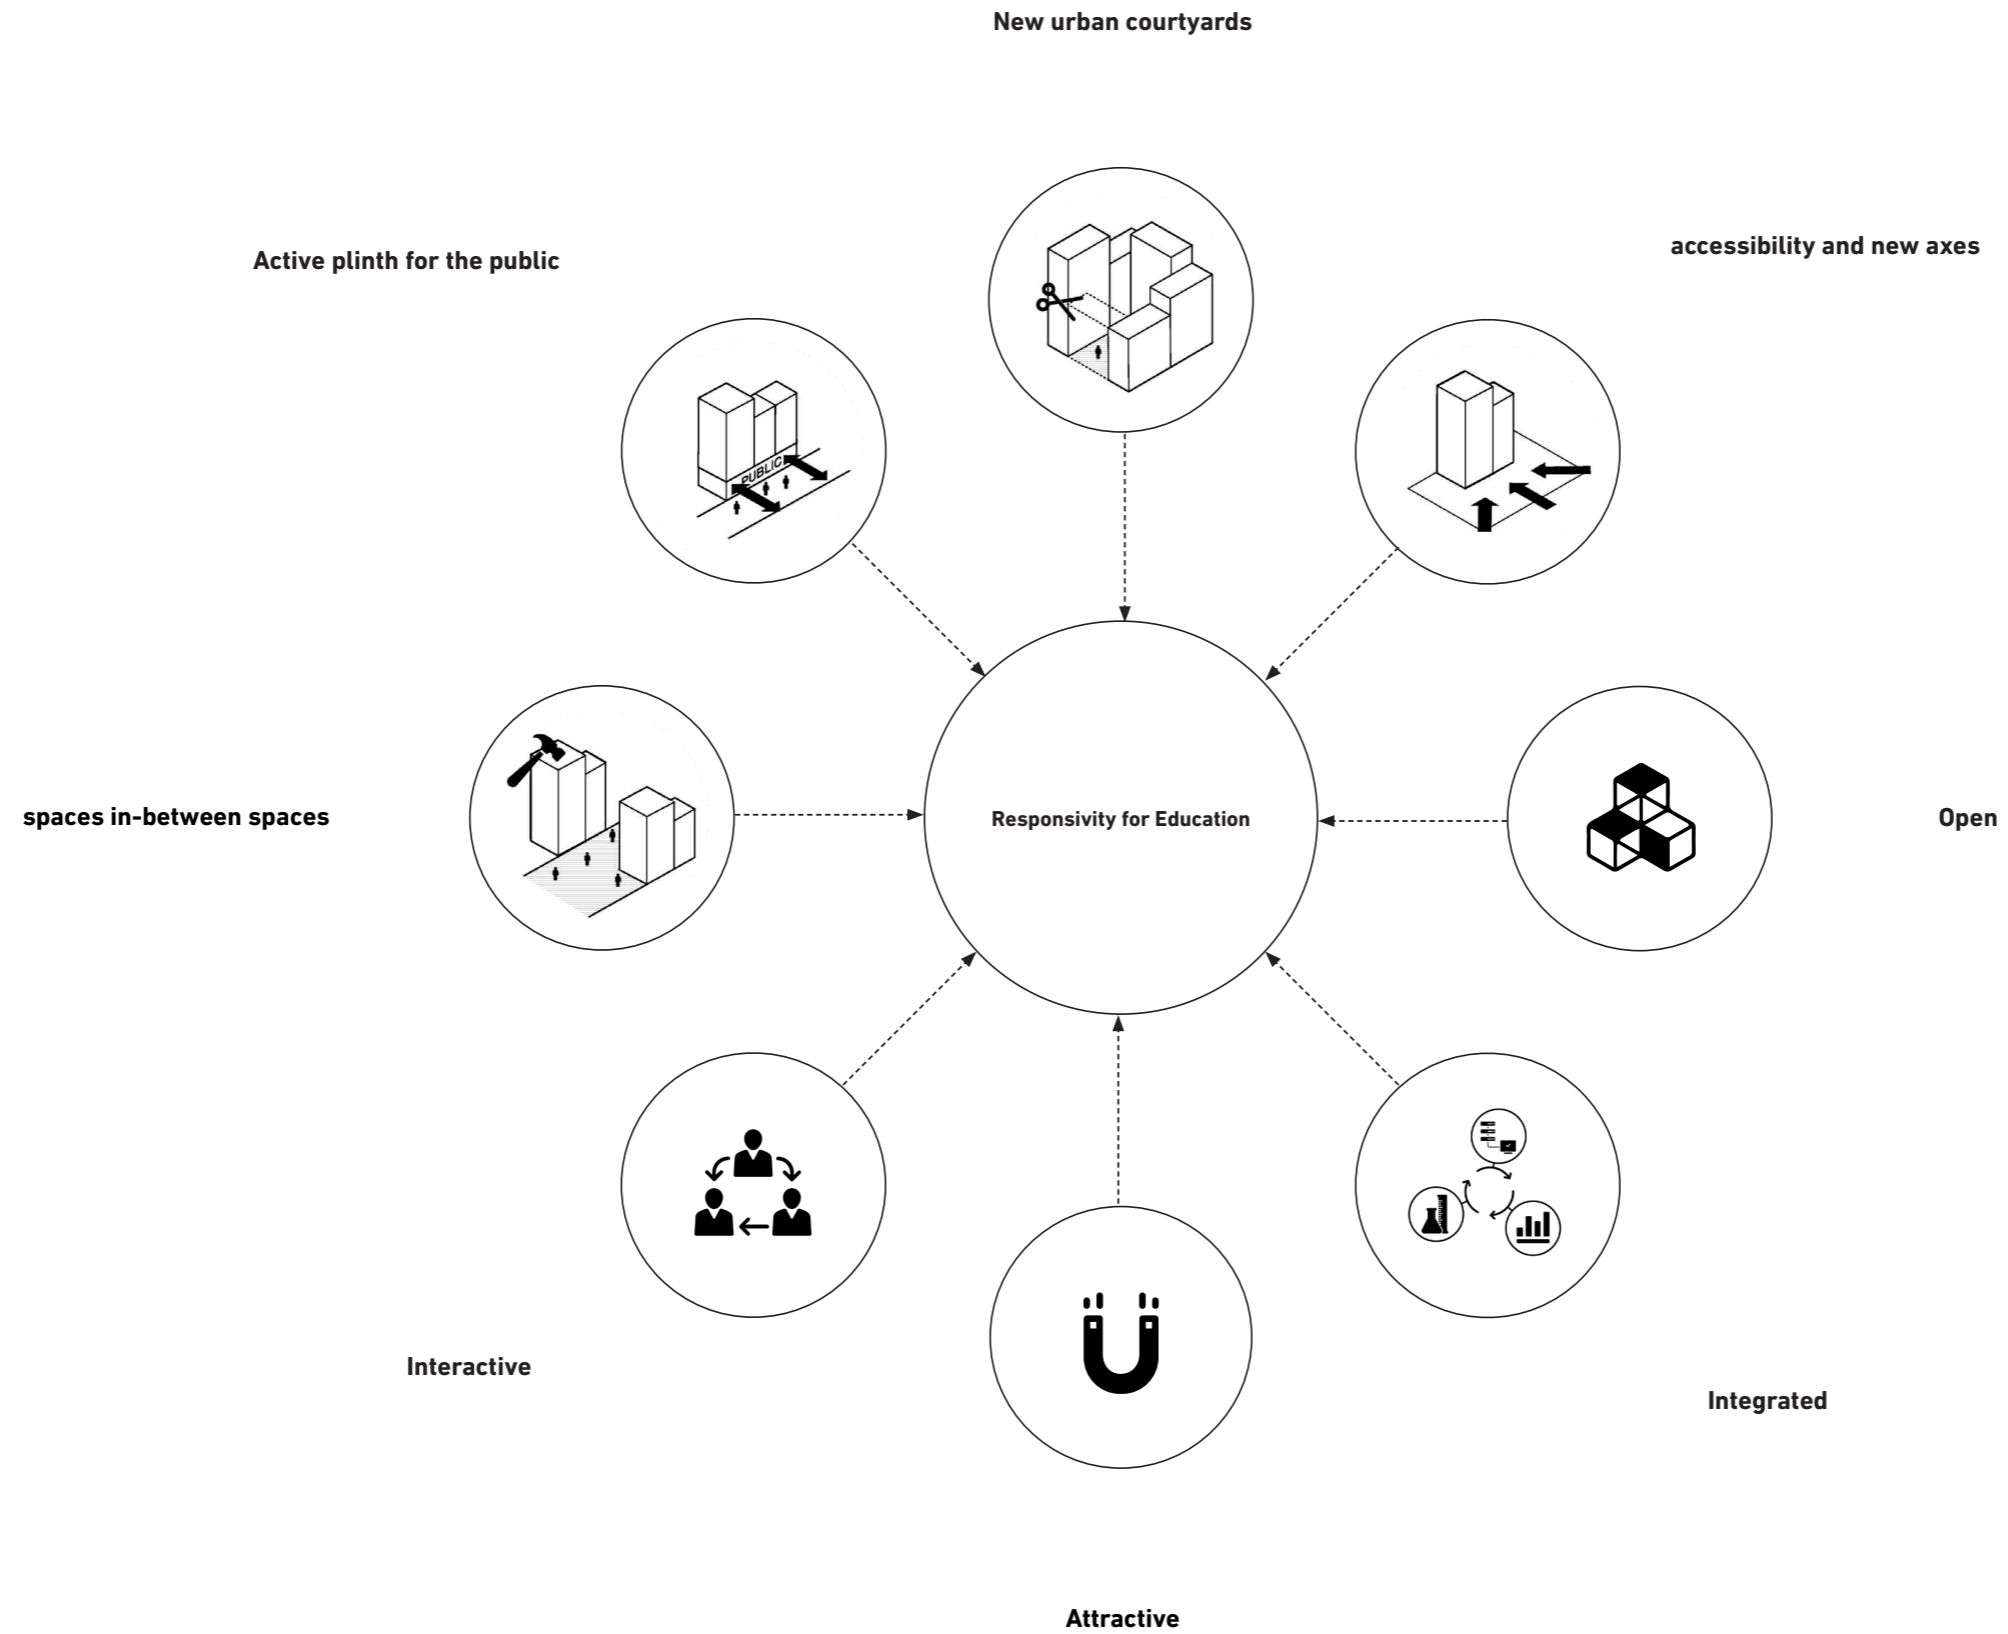 New urban courtyards
accessibility and new axes
Active plinth for the public
PUBLIC
Responsivity for Education
spaces in-between spaces
Open
Interactive
Integrated
Attractive